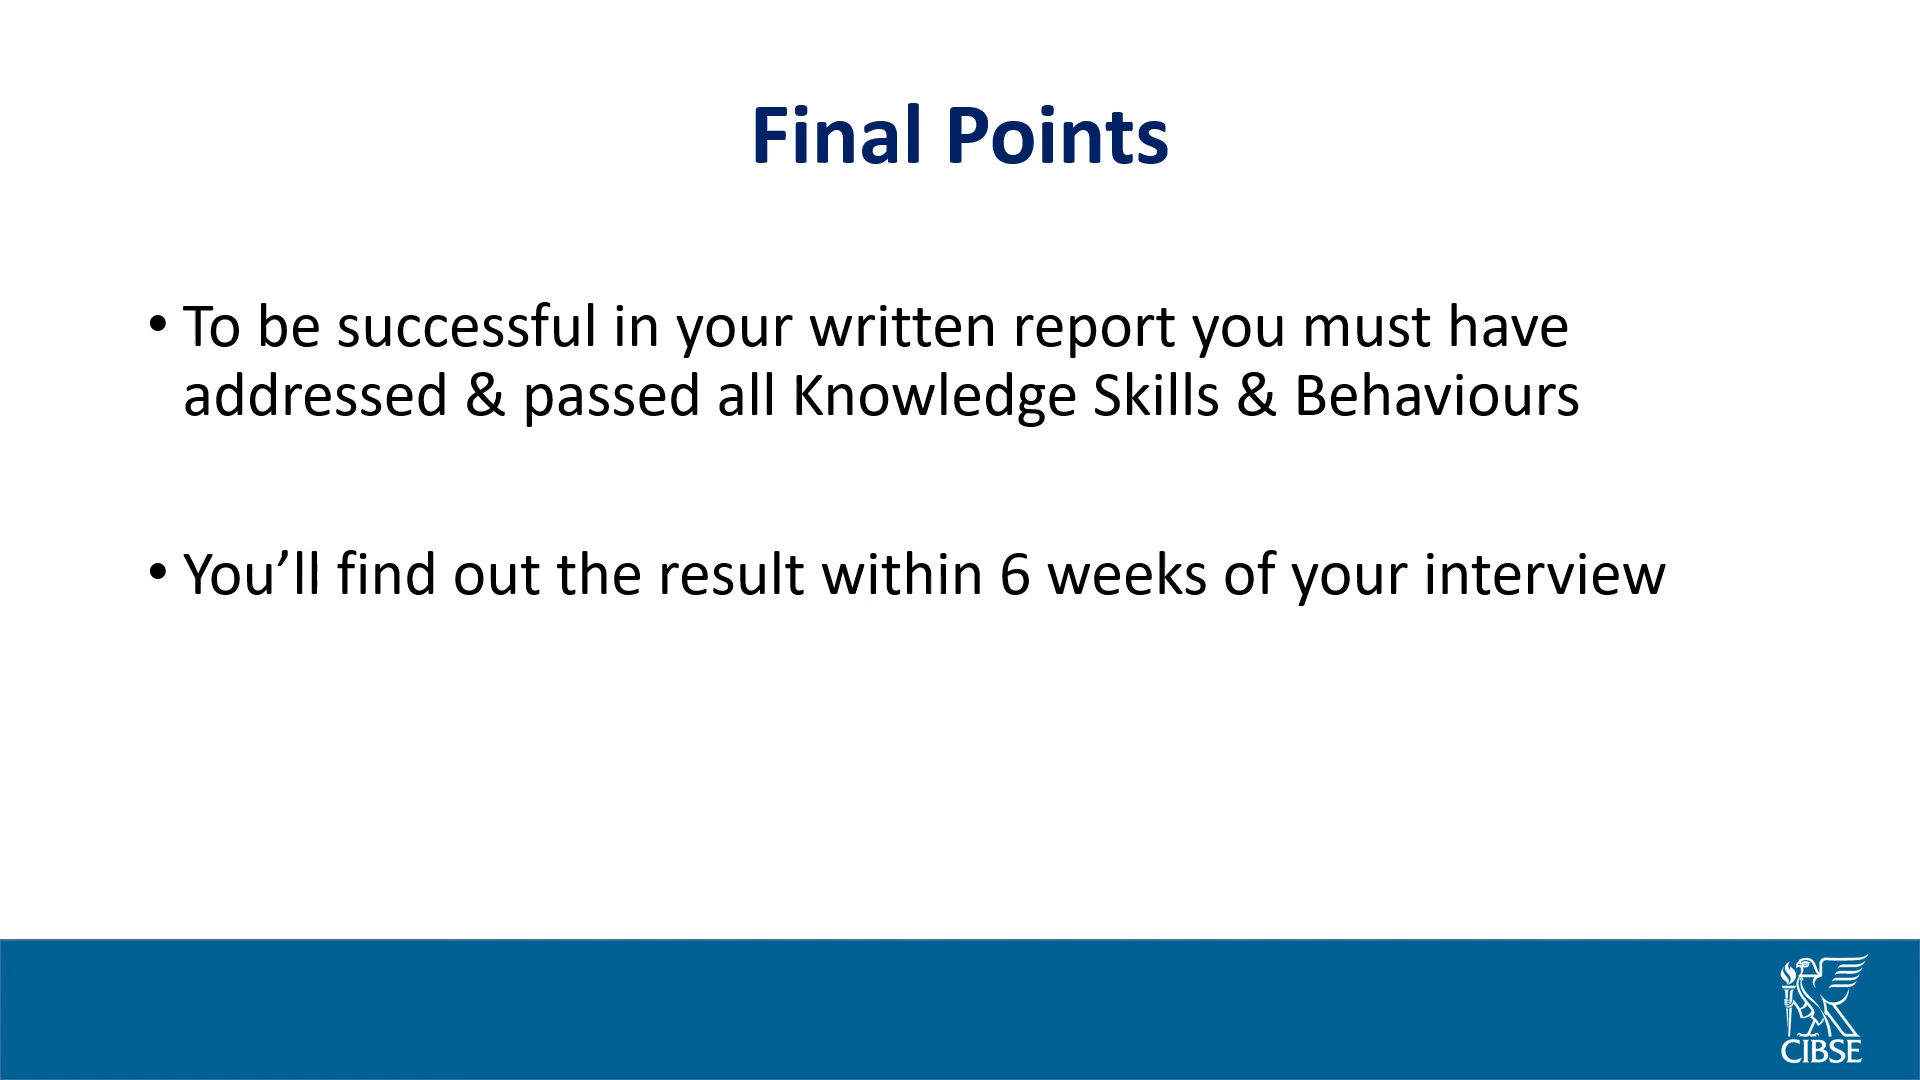 Final Points
• To be successful in your written report you must have
addressed & passed all Knowledge Skills & Behaviours
• You’ll find out the result within 6 weeks of your interview
CIBSE